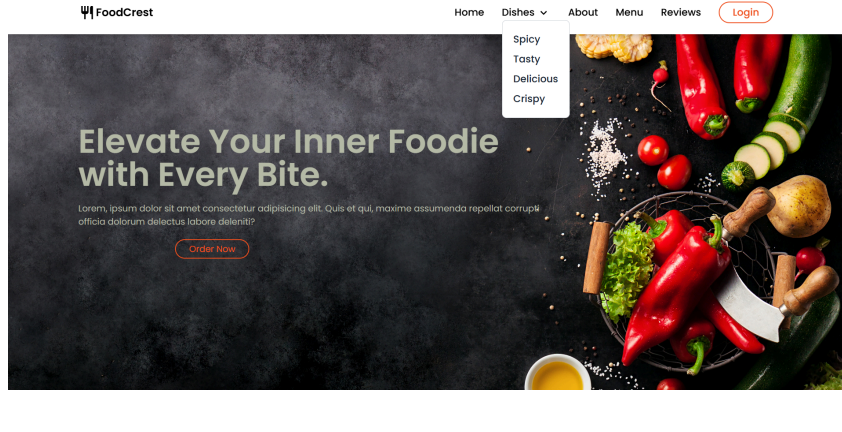 FoodCrest
Home Dishes About Menu Reviews Login
Spicy
Tasty
Delicious
Crispy
Elevate Your Inner Foodie
with Every Bite.
Lorem, ipsum dolor sit amet consectetur adipisicing elit. Quis et qui, maxime assumenda repellat corrupti
officia dolorum delectus labore deleniti?
Order Now